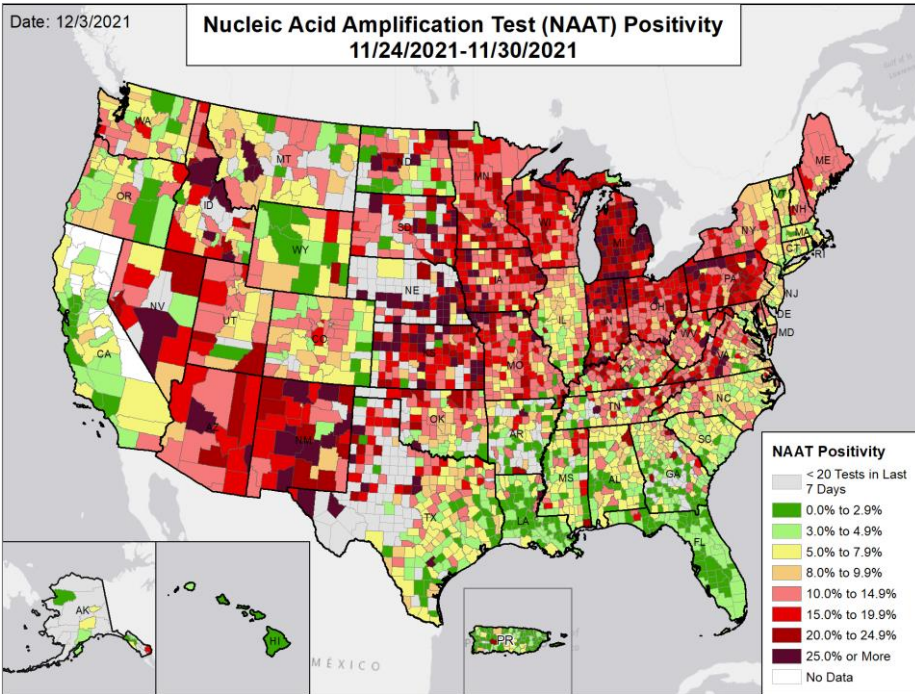 Date: 12/3/2021
Nucleic Acid Amplification Test (NAAT) Positivity
11/24/2021-11/30/2021
WA
MT
ND
MN
ME
OR
ID
WY
SD
WI
MI
NY
VT
NH
MA
CT
RI
NV
UT
CO
NE
IA
IL
IN
OH
PA
NJ
DE
MD
CA
KS
MO
KY
WV
VA
AZ
NM
OK
AR
TN
NC
SC
TX
LA
MS
AL
GA
FL
AK
HI
PR
MÉXICO
NAAT Positivity
< 20 Tests in Last
7 Days
0.0% to 2.9%
3.0% to 4.9%
5.0% to 7.9%
8.0% to 9.9%
10.0% to 14.9%
15.0% to 19.9%
20.0% to 24.9%
25.0% or More
No Data